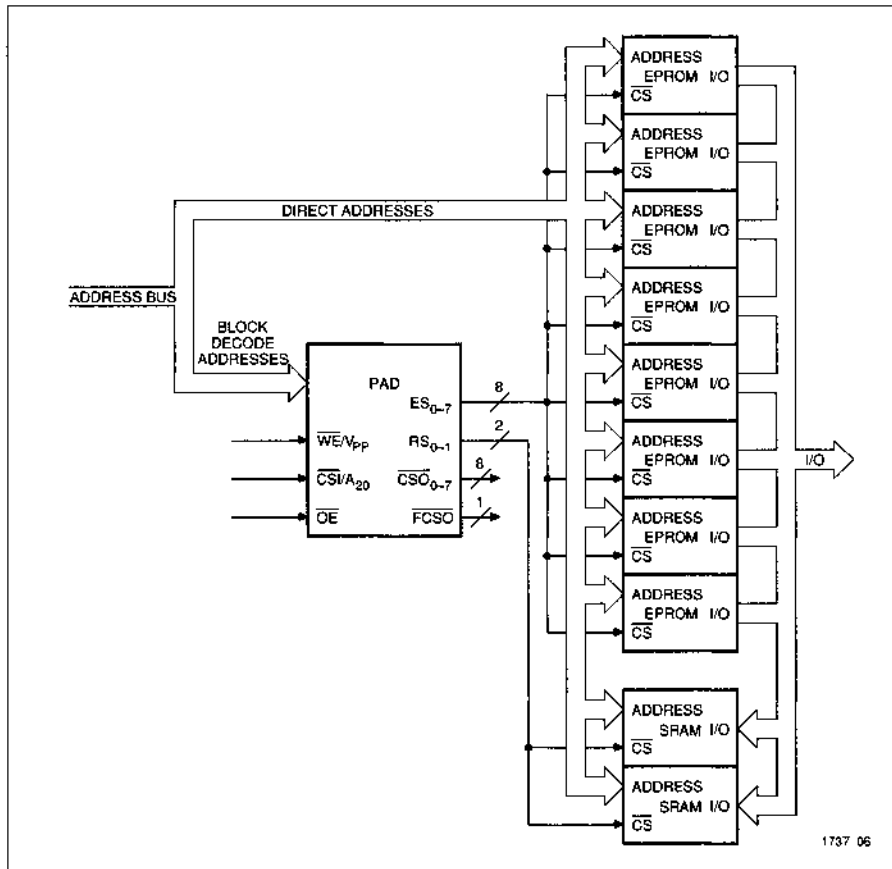 ADDRESS
EPROM I/O
CS
ADDRESS
EPROM I/O
CS
DIRECT ADDRESSES
ADDRESS
EPROM I/O
CS
ADDRESS BUS
ADDRESS
EPROM I/O
CS
BLOCK
DECODE
ADDRESSES
ADDRESS
EPROM I/O
CS
PAD
ES0–7
8
RS0–1
2
WE/VPP
CSI/A20
CSO0–7
8
OE
FCSO
1
ADDRESS
EPROM I/O
CS
I/O
ADDRESS
EPROM I/O
CS
ADDRESS
EPROM I/O
CS
ADDRESS
SRAM I/O
CS
ADDRESS
SRAM I/O
CS
1737 06